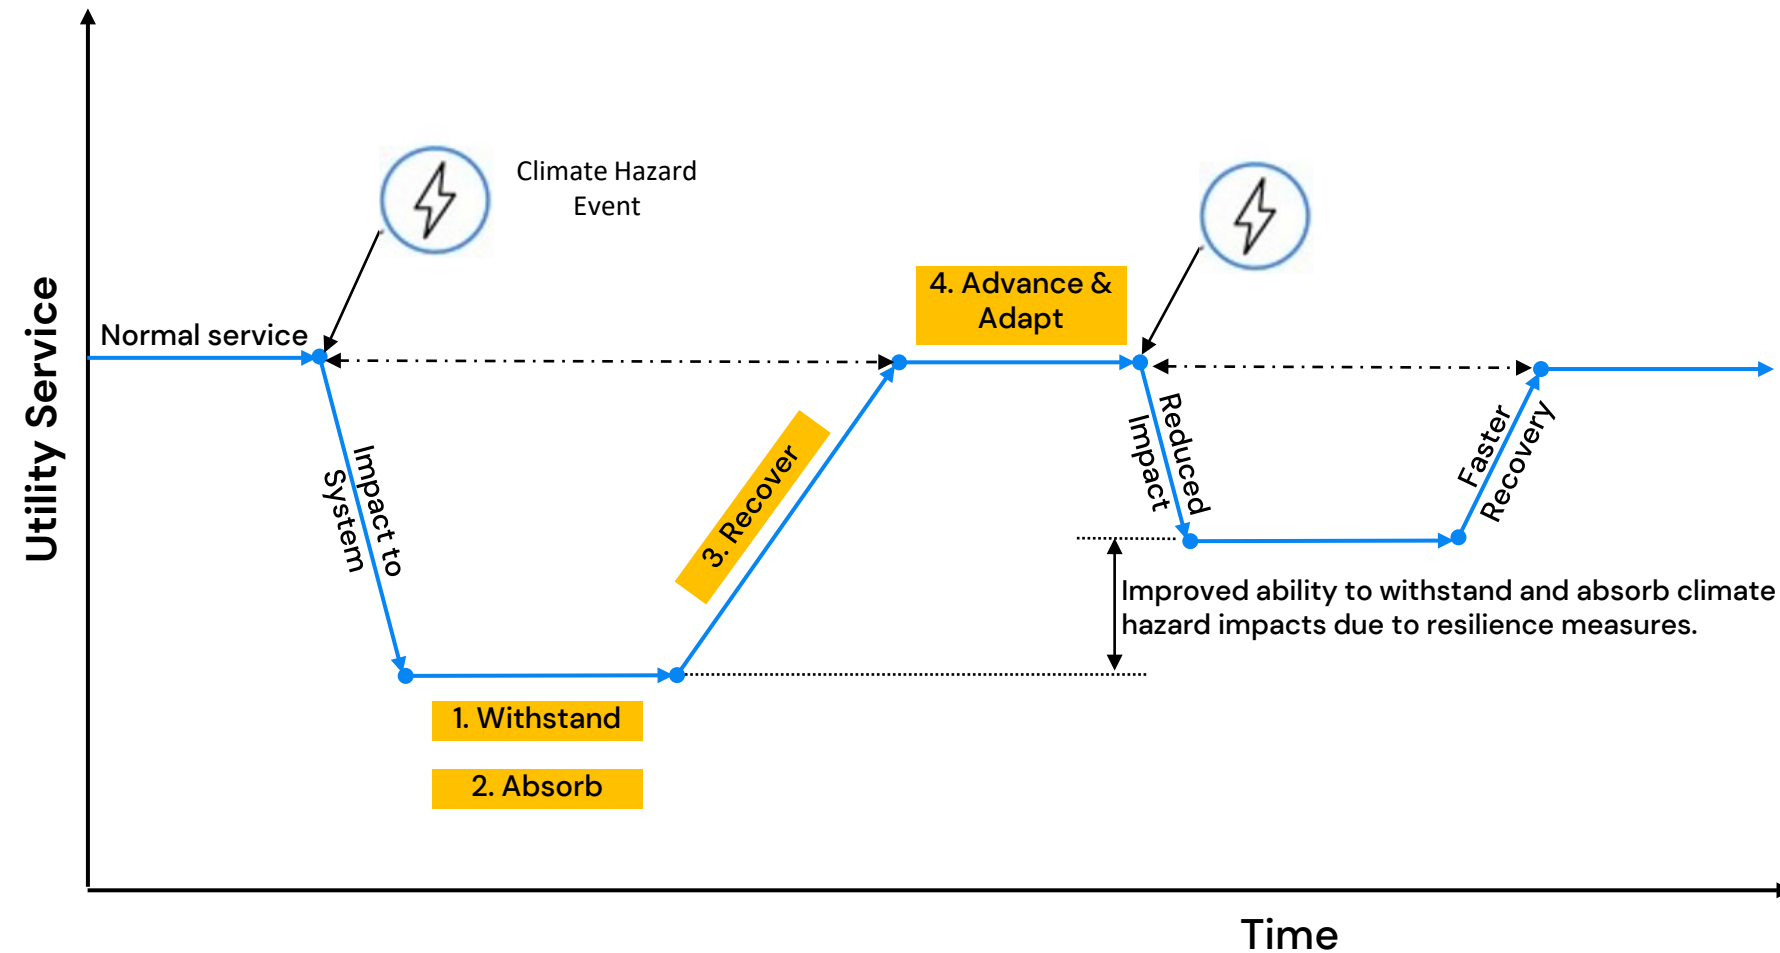 Utility Service
Normal service
Climate Hazard
Event
Impact to
System
1. Withstand
2. Absorb
3. Recover
4. Advance &
Adapt
Reduced
Impact
Faster
Recovery
Improved ability to withstand and absorb climate
hazard impacts due to resilience measures.
Time